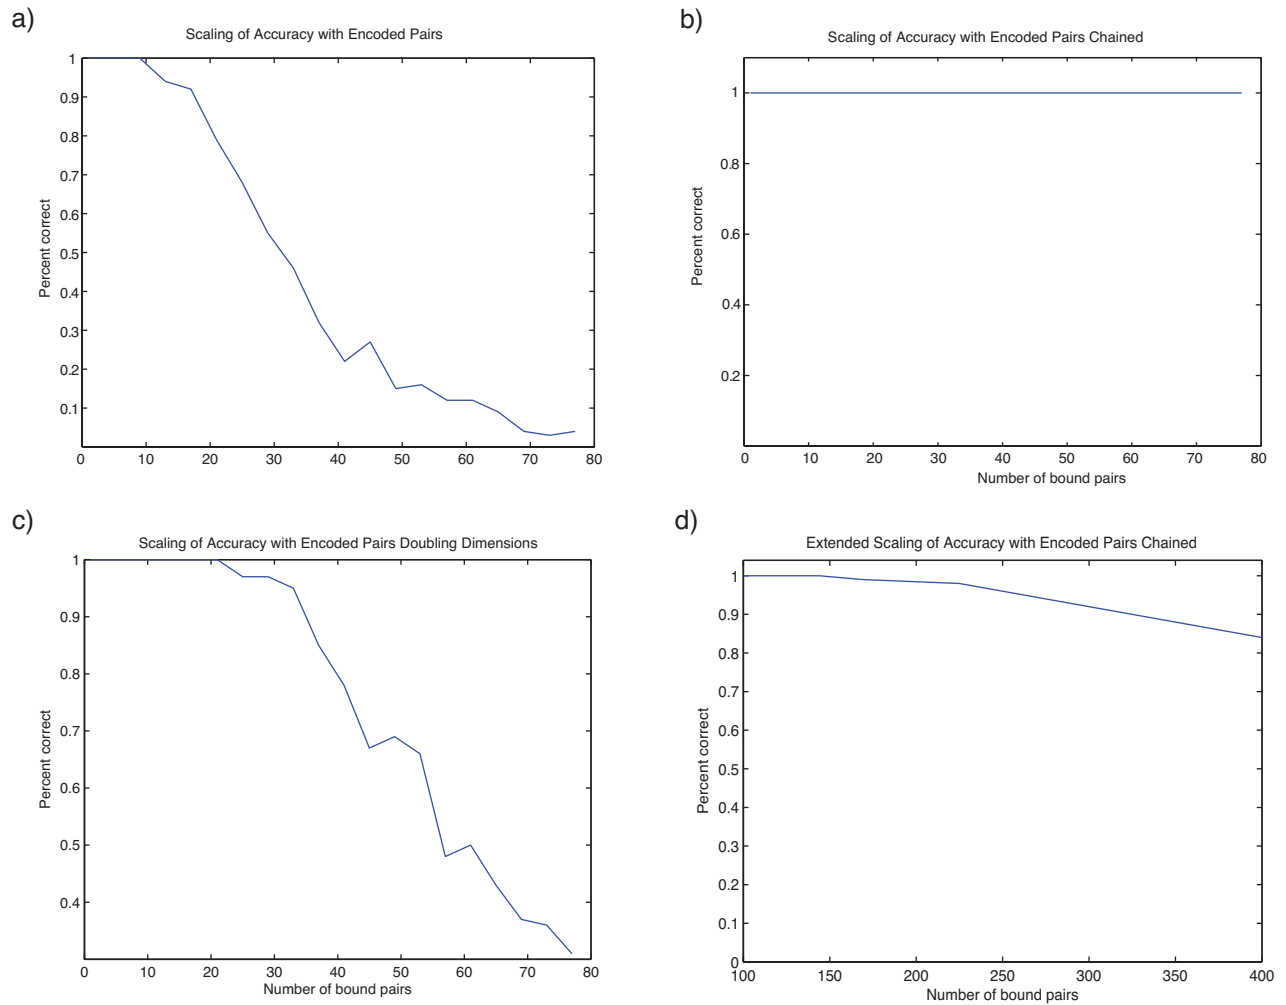 a)
Scaling of Accuracy with Encoded Pairs
Percent correct
1
0.9
0.8
0.7
0.6
0.5
0.4
0.3
0.2
0.1
0 10 20 30 40 50 60 70 80
b)
Scaling of Accuracy with Encoded Pairs Chained
Percent correct
1
0.8
0.6
0.4
0.2
0 10 20 30 40 50 60 70 80
Number of bound pairs
c)
Scaling of Accuracy with Encoded Pairs Doubling Dimensions
Percent correct
1
0.9
0.8
0.7
0.6
0.5
0.4
0 10 20 30 40 50 60 70 80
Number of bound pairs
d)
Extended Scaling of Accuracy with Encoded Pairs Chained
Percent correct
1
0.9
0.8
0.7
0.6
0.5
0.4
0.3
0.2
0.1
0
100 150 200 250 300 350 400
Number of bound pairs